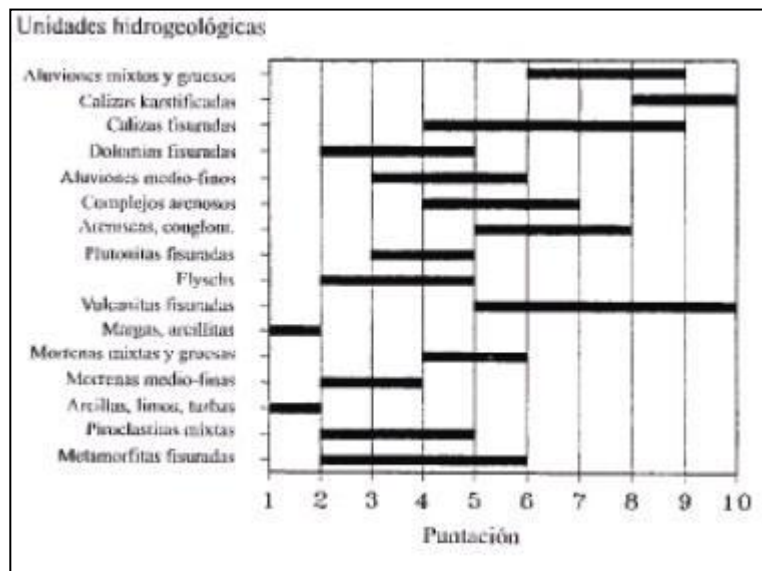 Unidades hidrogeológicas
Aluviones mixtos y gruesos
Calizas karstificadas
Calizas fisuradas
Dolomias fisuradas
Aluviones medio-finos
Complejos arenosos
Areniscas, conglom.
Plutonitas fisuradas
Flyschs
Vulcanitas fisuradas
Margas, arcillitas
Morrenas mixtas y gruesas
Morrenas medio-finas
Arcillas, limos, turbas
Piroclastitas mixtas
Metamorfitas fisuradas
1 2 3 4 5 6 7 8 9 10
Puntación